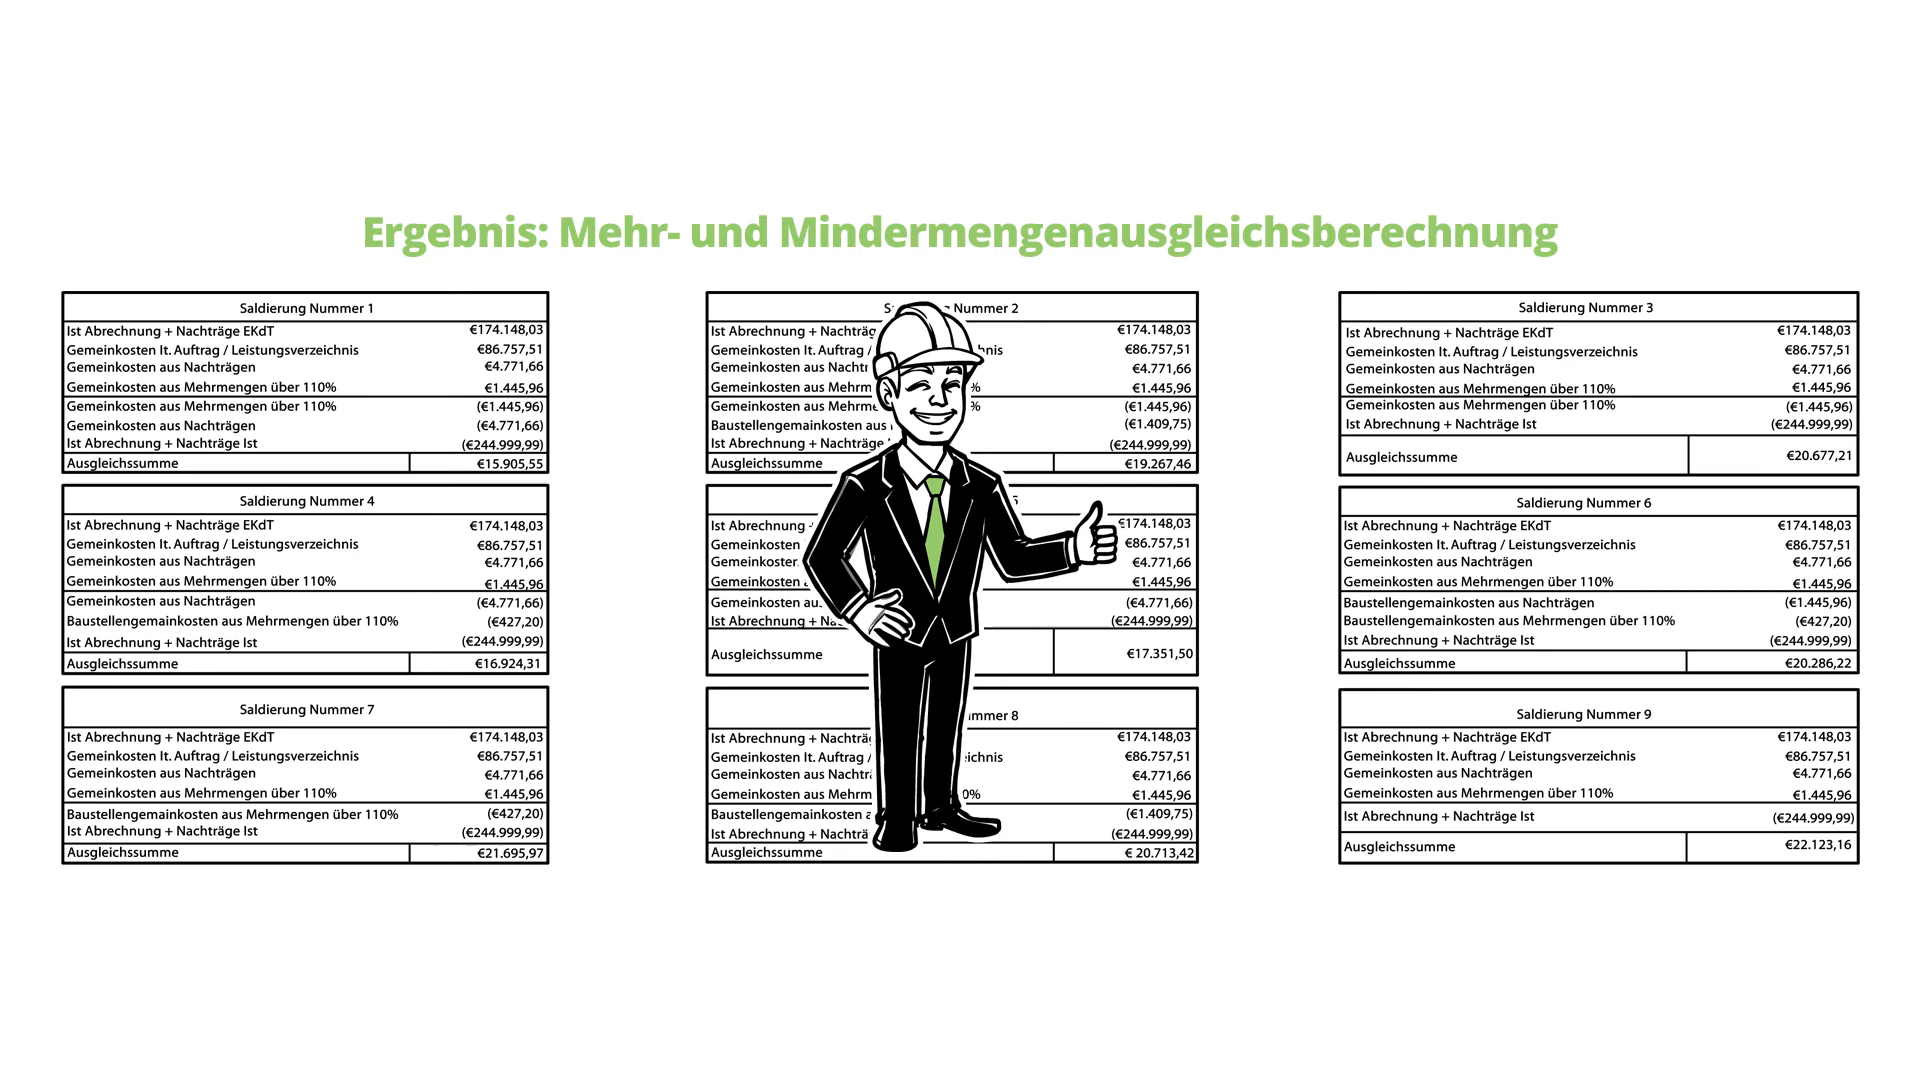 Ergebnis: Mehr- und Mindermengenausgleichsberechnung
Saldierung Nummer 1
Ist Abrechnung + Nachträge EKdT €174.148,03
Gemeinkosten lt. Auftrag / Leistungsverzeichnis €86.757,51
Gemeinkosten aus Nachträgen €4.771,66
Gemeinkosten aus Mehrmengen über 110% €1.445,96
Gemeinkosten aus Mehrmengen über 110% (€1.445,96)
Gemeinkosten aus Nachträgen (€4.771,66)
Ist Abrechnung + Nachträge Ist (€244.999,99)
Ausgleichssumme €15.905,55
Nummer 2
Ist Abrechnung + €174.148,03
Gemeinkosten lt. Auftrag / €86.757,51
Gemeinkosten aus €4.771,66
Gemeinkosten aus % €1.445,96
Gemeinkosten aus % (€1.445,96)
Baustellengemainkosten aus (€1.409,75)
Ist Abrechnung + Nachträge (€244.999,99)
Ausgleichssumme €19.267,46
Saldierung Nummer 3
Ist Abrechnung + Nachträge EKdT €174.148,03
Gemeinkosten lt. Auftrag / Leistungsverzeichnis €86.757,51
Gemeinkosten aus Nachträgen €4.771,66
Gemeinkosten aus Mehrmengen über 110% €1.445,96
Gemeinkosten aus Mehrmengen über 110% (€1.445,96)
Ist Abrechnung + Nachträge Ist (€244.999,99)
Ausgleichssumme €20.677,21
Saldierung Nummer 4
Ist Abrechnung + Nachträge EKdT €174.148,03
Gemeinkosten lt. Auftrag / Leistungsverzeichnis €86.757,51
Gemeinkosten aus Nachträgen €4.771,66
Gemeinkosten aus Mehrmengen über 110% €1.445,96
Gemeinkosten aus Nachträgen (€4.771,66)
Baustellengemainkosten aus Mehrmengen über 110% (€427,20)
Ist Abrechnung + Nachträge Ist (€244.999,99)
Ausgleichssumme €16.924,31
5
Ist Abrechnung €174.148,03
Gemeinkosten €86.757,51
Gemeinkosten €4.771,66
Gemeinkosten €1.445,96
Gemeinkosten (€4.771,66)
Ist Abrechnung + (€244.999,99)
Ausgleichssumme €17.351,50
Saldierung Nummer 6
Ist Abrechnung + Nachträge EKdT €174.148,03
Gemeinkosten lt. Auftrag / Leistungsverzeichnis €86.757,51
Gemeinkosten aus Nachträgen €4.771,66
Gemeinkosten aus Mehrmengen über 110% €1.445,96
Baustellengemainkosten aus Nachträgen (€1.445,96)
Baustellengemainkosten aus Mehrmengen über 110% (€427,20)
Ist Abrechnung + Nachträge Ist (€244.999,99)
Ausgleichssumme €20.286,22
Saldierung Nummer 7
Ist Abrechnung + Nachträge EKdT €174.148,03
Gemeinkosten lt. Auftrag / Leistungsverzeichnis €86.757,51
Gemeinkosten aus Nachträgen €4.771,66
Gemeinkosten aus Mehrmengen über 110% €1.445,96
Baustellengemainkosten aus Mehrmengen über 110% (€427,20)
Ist Abrechnung + Nachträge Ist (€244.999,99)
Ausgleichssumme €21.695,97
8
Ist Abrechnung + €174.148,03
Gemeinkosten lt. Auftrag / €86.757,51
Gemeinkosten aus €4.771,66
Gemeinkosten aus €1.445,96
Baustellengemainkosten (€1.409,75)
Ist Abrechnung + (€244.999,99)
Ausgleichssumme € 20.713,42
Saldierung Nummer 9
Ist Abrechnung + Nachträge EKdT €174.148,03
Gemeinkosten lt. Auftrag / Leistungsverzeichnis €86.757,51
Gemeinkosten aus Nachträgen €4.771,66
Gemeinkosten aus Mehrmengen über 110% €1.445,96
Ist Abrechnung + Nachträge Ist (€244.999,99)
Ausgleichssumme €22.123,16